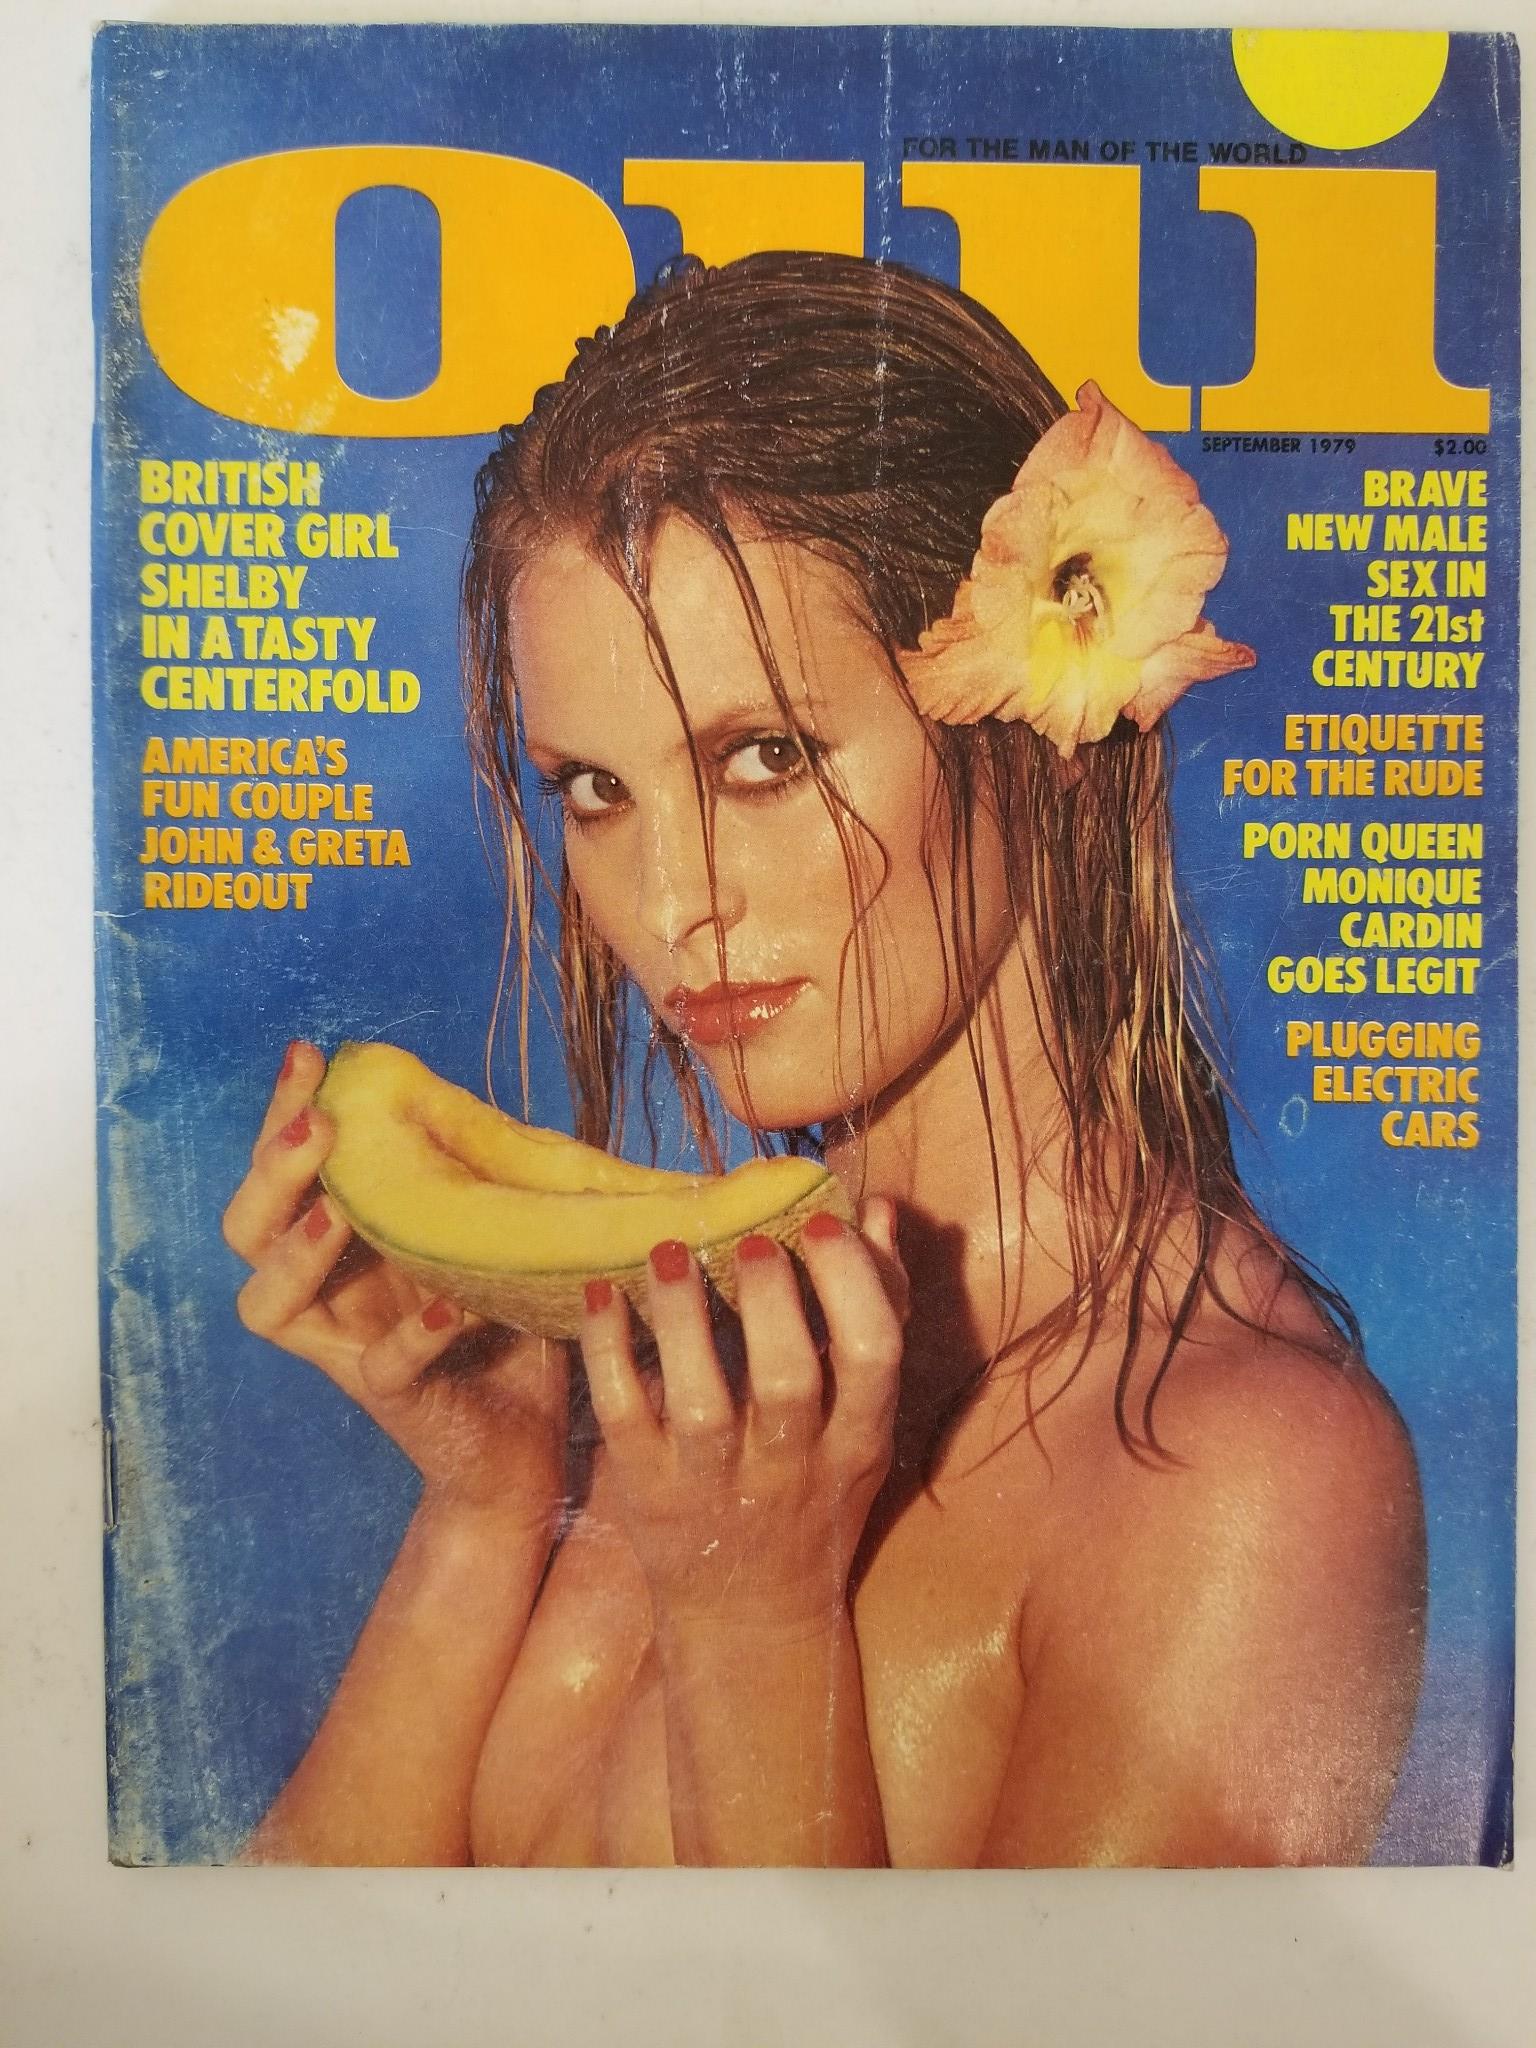 FOR THE MAN OF THE WORLD
oui
SEPTEMBER 1979 $2.00
BRITISH
COVER GIRL
SHELBY
IN A TASTY
CENTERFOLD
AMERICA'S
FUN COUPLE
JOHN & GRETA
RIDEOUT
BRAVE
NEW MALE
SEX IN
THE 21st
CENTURY
ETIQUETTE
FOR THE RUDE
PORN QUEEN
MONIQUE
CARDIN
GOES LEGIT
PLUGGING
ELECTRIC
CARS